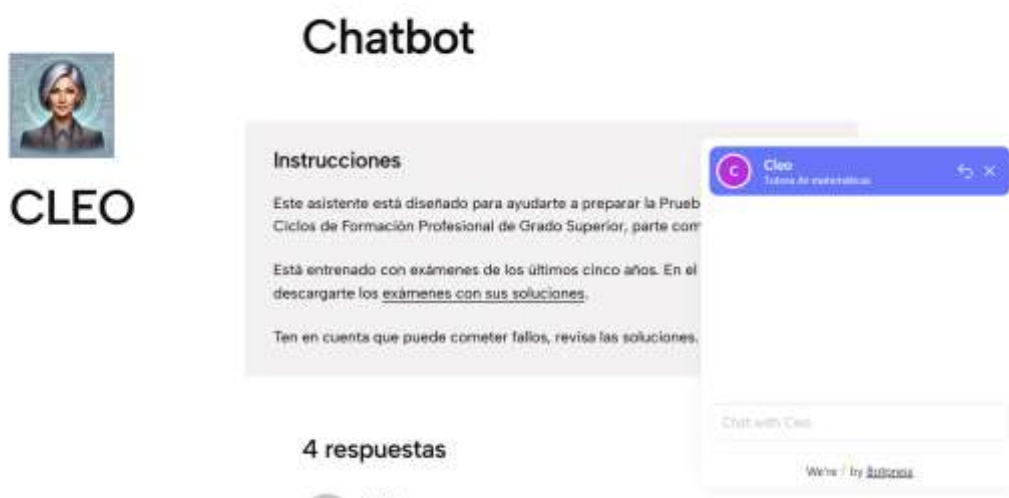 Chatbot
CLEO
Instrucciones
Este asistente está diseñado para ayudarte a preparar la Prueb
Ciclos de Formación Profesional de Grado Superior, parte com
Está entrenado con exámenes de los últimos cinco años. En el
descargarte los exámenes con sus soluciones.
Ten en cuenta que puede cometer fallos, revisa las soluciones.
4 respuestas
C
Cleo
Tutora de matemáticas
Chat with Cleo
We're ⚡ by Botpress